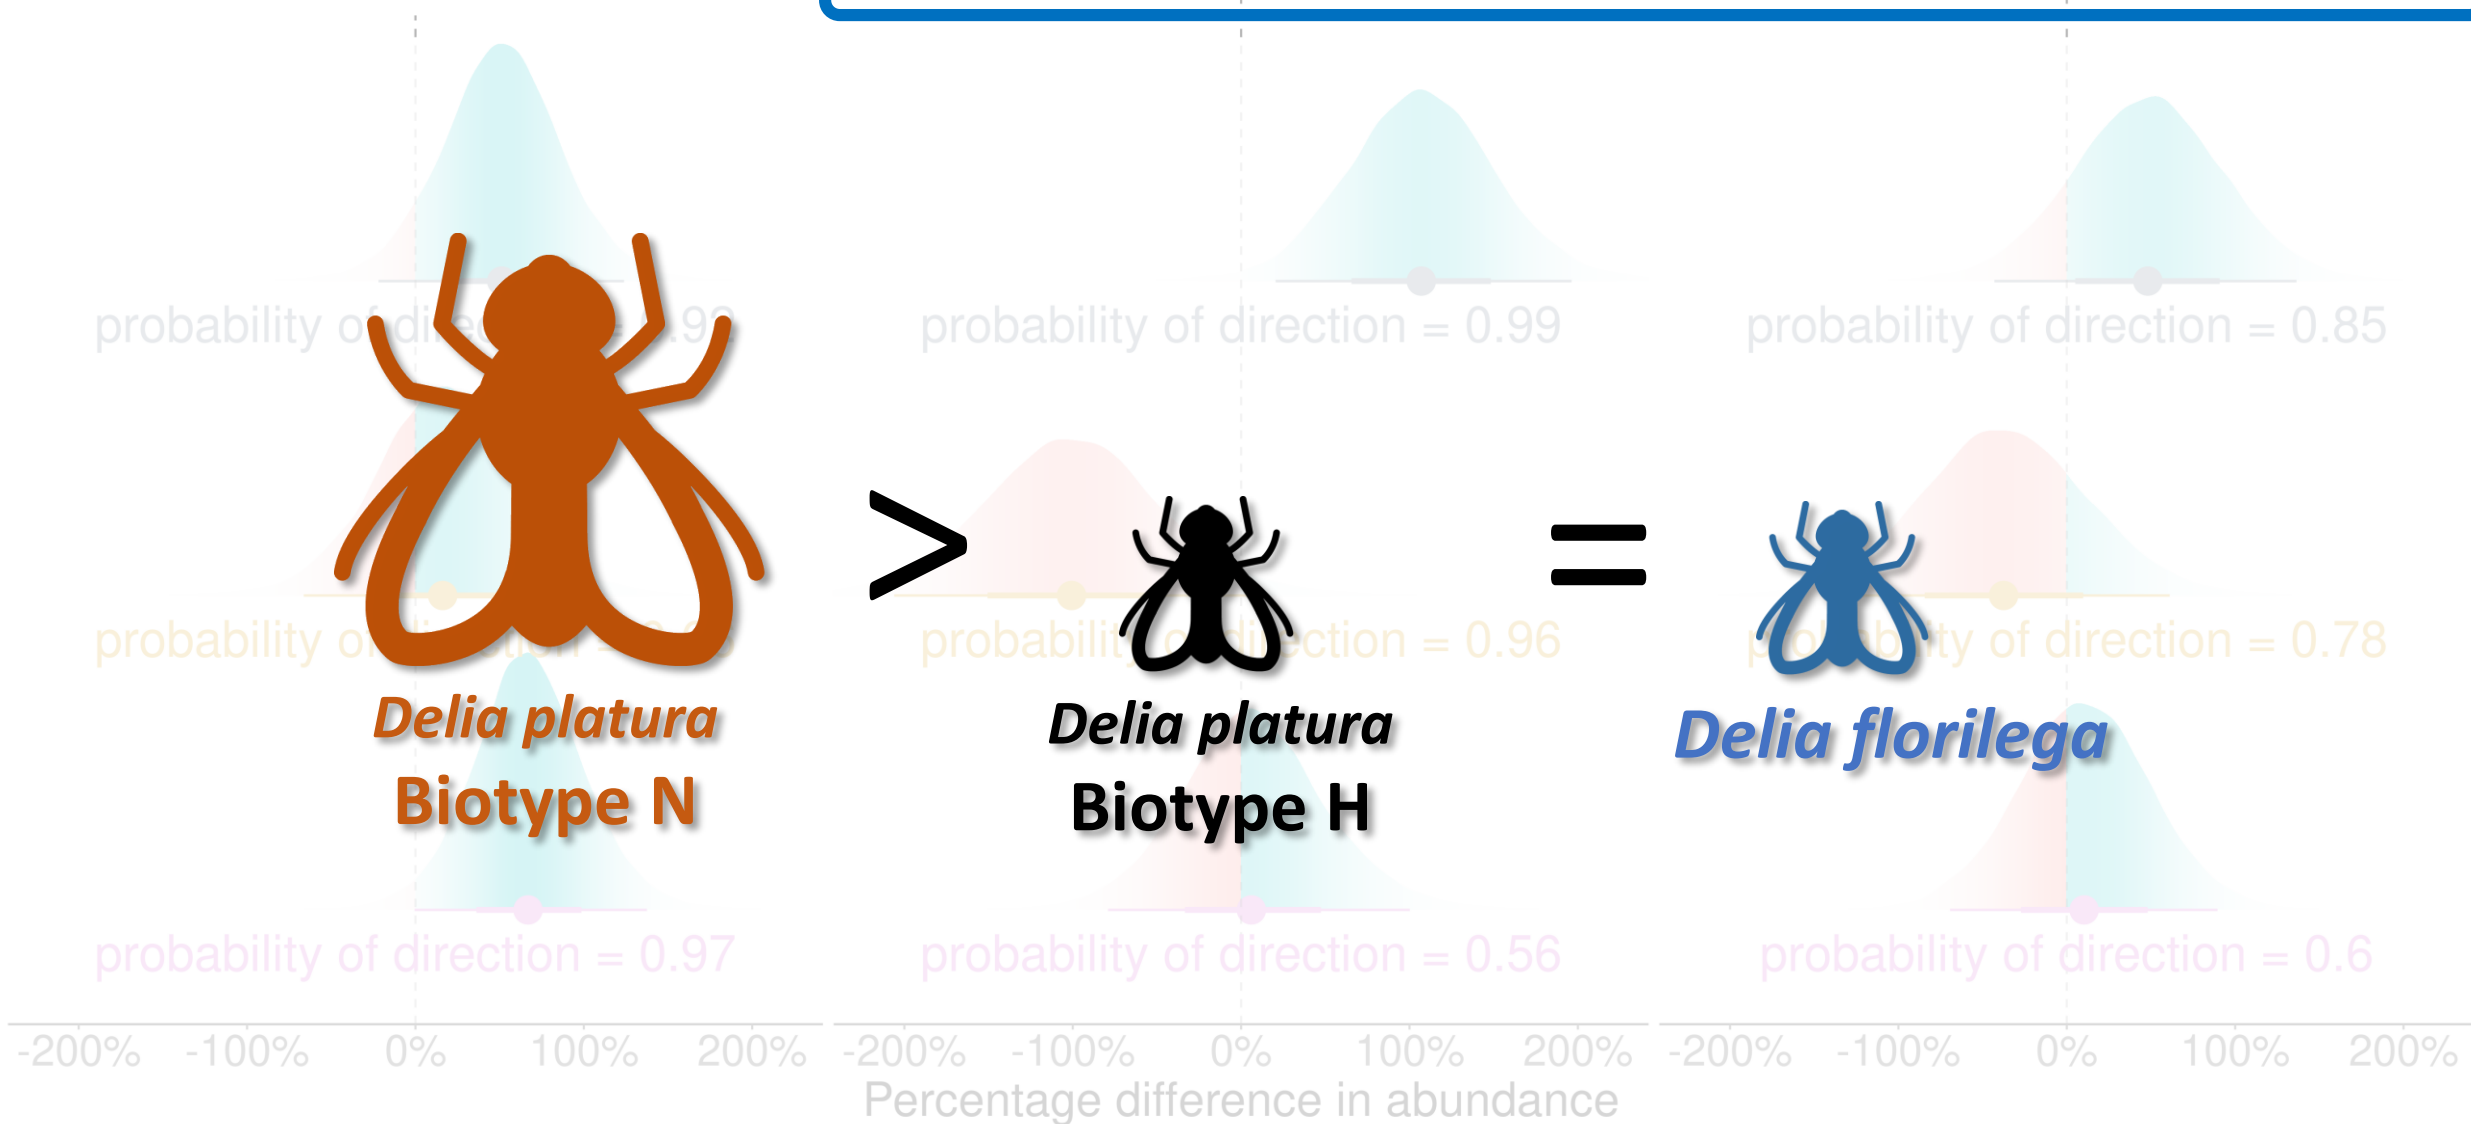 probability of direction = 0.99
probability of direction = 0.85
probability
probability of direction = 0.96
probability of direction = 0.78
>
=
Delia platura
Biotype N
Delia platura
Biotype H
Delia florilega
probability of direction = 0.97
probability of direction = 0.56
probability of direction = 0.6
-200% -100% 0% 100% 200% -200% -100% 0% 100% 200% -200% -100% 0% 100% 200%
Percentage difference in abundance